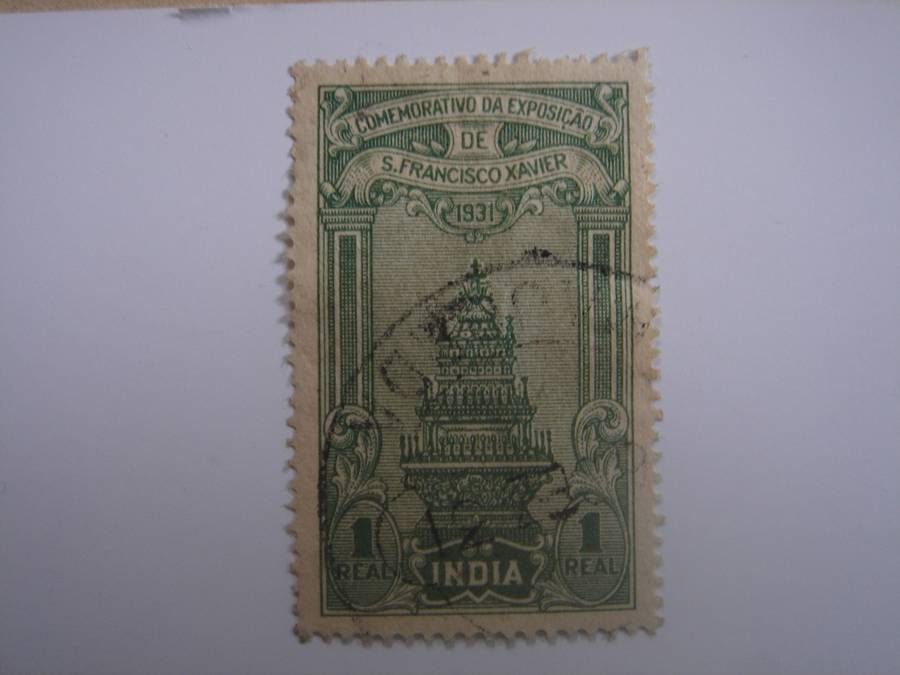 COMEMORATIVO DA EXPOSIÇÃO
DE
S. FRANCISCO XAVIER
1931
1 REAL
INDIA
1 REAL